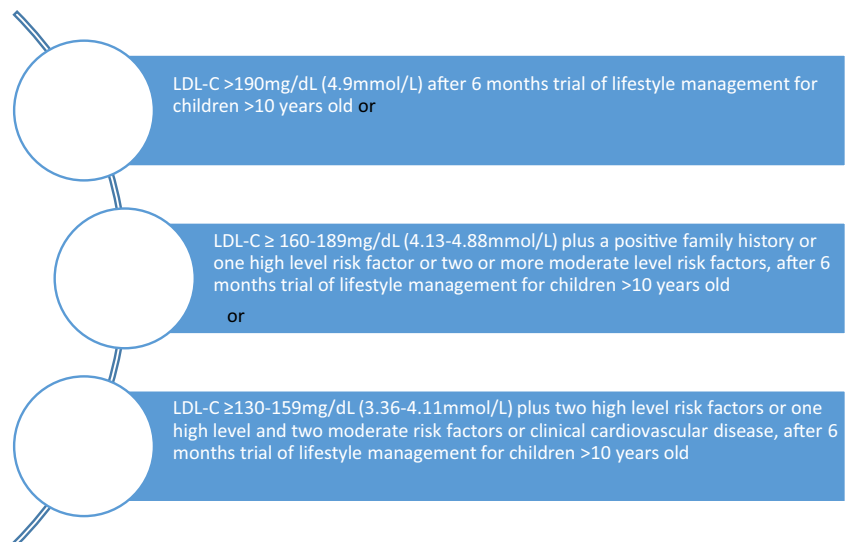 LDL-C >190mg/dL (4.9mmol/L) after 6 months trial of lifestyle management for
children >10 years old or
LDL-C ≥ 160-189mg/dL (4.13-4.88mmol/L) plus a positive family history or
one high level risk factor or two or more moderate level risk factors, after 6
months trial of lifestyle management for children >10 years old
or
LDL-C ≥130-159mg/dL (3.36-4.11mmol/L) plus two high level risk factors or one
high level and two moderate risk factors or clinical cardiovascular disease, after 6
months trial of lifestyle management for children >10 years old